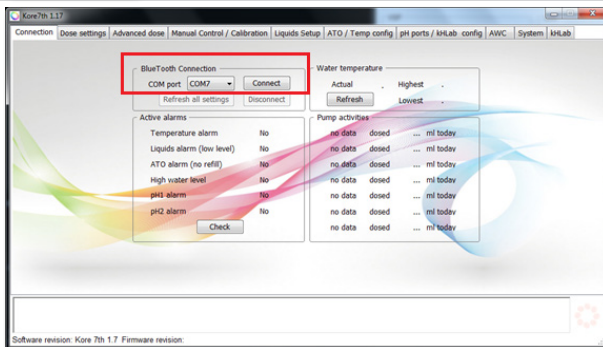 Kore7th 1.17
Connection Dose settings Advanced dose Manual Control / Calibration Liquids Setup ATO / Temp config pH ports / kHLab config AWC System kHLab
BlueTooth Connection
COM port COM7 Connect
Refresh all settings Disconnect
Water temperature
Actual . Highest .
Refresh Lowest .
Active alarms
Temperature alarm No
Liquids alarm (low level) No
ATO alarm (no refill) No
High water level No
pH1 alarm No
pH2 alarm No
Check
Pump activities
no data dosed ... ml today
no data dosed ... ml today
no data dosed ... ml today
no data dosed ... ml today
no data dosed ... ml today
no data dosed ... ml today
no data dosed ... ml today
Software revision: Kore 7th 1.7 Firmware revision: